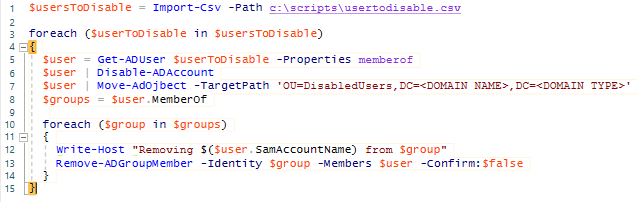 1 $usersToDisable = Import-Csv -Path c:\scripts\usertodisable.csv
2
3 foreach ($userToDisable in $usersToDisable)
4 {
5 $user = Get-ADUser $userToDisable -Properties memberof
6 $user | Disable-ADAccount
7 $user | Move-AdOjbect -TargetPath 'OU=DisabledUsers,DC=<DOMAIN NAME>,DC=<DOMAIN TYPE>'
8 $groups = $user.MemberOf
9
10 foreach ($group in $groups)
11 {
12 Write-Host "Removing $($user.SamAccountName) from $group"
13 Remove-ADGroupMember -Identity $group -Members $user -Confirm:$false
14 }
15 }